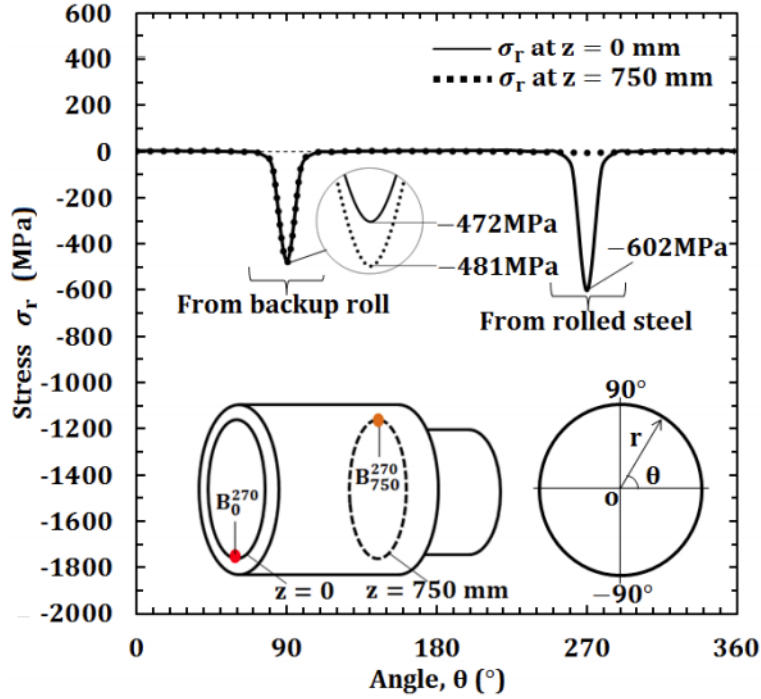 600
σr at z = 0 mm
400
σr at z = 750 mm
200
0
-200
−472MPa
−602MPa
-400
−481MPa
-600
From backup roll
From rolled steel
-800
-1000
90°
-1200
r
B₇₅₀²⁷⁰
θ
-1400
B₀²⁷⁰
o
-1600
-1800
z = 0
z = 750 mm
−90°
-2000
0
90
180
270
360
Angle, θ (°)
Stress σr (MPa)